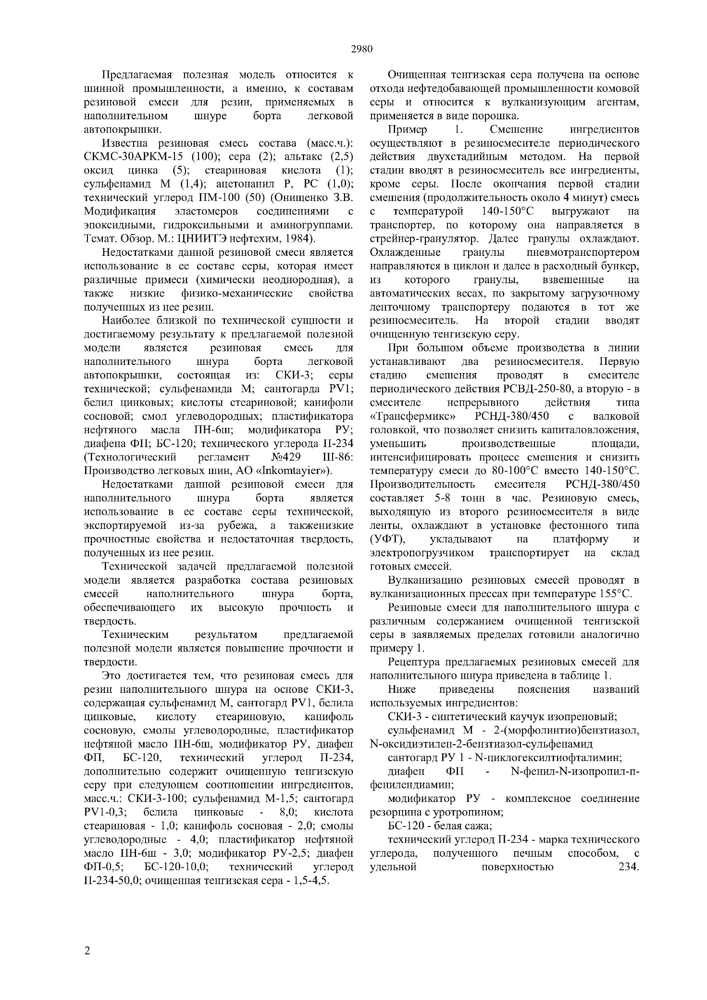 2980
Предлагаемая полезная модель относится к
шинной промышленности, а именно, к составам
резиновой смеси для резин, применяемых в
наполнительном шнуре борта легковой
автопокрышки.
Известна резиновая смесь состава (масс.ч.):
СКМС-30АРКМ-15 (100); сера (2); альтакс (2,5)
оксид цинка (5); стеариновая кислота (1);
сульфенамид М (1,4); ацетонанил Р, РС (1,0);
технический углерод ПМ-100 (50) (Онищенко З.В.
Модификация эластомеров соединениями с
эпоксидными, гидроксильными и аминогруппами.
Темат. Обзор. М.: ЦНИИТЭ нефтехим, 1984).
Недостатками данной резиновой смеси является
использование в ее составе серы, которая имеет
различные примеси (химически неоднородная), а
также низкие физико-механические свойства
полученных из нее резин.
Наиболее близкой по технической сущности и
достигаемому результату к предлагаемой полезной
модели является резиновая смесь для
наполнительного шнура борта легковой
автопокрышки, состоящая из: СКИ-3; серы
технической; сульфенамида М; сантогарда PV1;
белил цинковых; кислоты стеариновой; канифоли
сосновой; смол углеводородных; пластификатора
нефтяного масла ПН-6ш; модификатора РУ;
диафена ФП; БС-120; технического углерода П-234
(Технологический регламент №429 Ш-86:
Производство легковых шин, АО «Inkomtayier»).
Недостатками данной резиновой смеси для
наполнительного шнура борта является
использование в ее составе серы технической,
экспортируемой из-за рубежа, а такженизкие
прочностные свойства и недостаточная твердость,
полученных из нее резин.
Технической задачей предлагаемой полезной
модели является разработка состава резиновых
смесей наполнительного шнура борта,
обеспечивающего их высокую прочность и
твердость.
Техническим результатом предлагаемой
полезной модели является повышение прочности и
твердости.
Это достигается тем, что резиновая смесь для
резин наполнительного шнура на основе СКИ-3,
содержащая сульфенамид М, сантогард PV1, белила
цинковые, кислоту стеариновую, канифоль
сосновую, смолы углеводородные, пластификатор
нефтяной масло ПН-6ш, модификатор РУ, диафен
ФП, БС-120, технический углерод П-234,
дополнительно содержит очищенную тенгизскую
серу при следующем соотношении ингредиентов,
масс.ч.: СКИ-3-100; сульфенамид М-1,5; сантогард
PV1-0,3; белила цинковые - 8,0; кислота
стеариновая - 1,0; канифоль сосновая - 2,0; смолы
углеводородные - 4,0; пластификатор нефтяной
масло ПН-6ш - 3,0; модификатор РУ-2,5; диафен
ФП-0,5; БС-120-10,0; технический углерод
П-234-50,0; очищенная тенгизская сера - 1,5-4,5.
Очищенная тенгизская сера получена на основе
отхода нефтедобавающей промышленности комовой
серы и относится к вулканизующим агентам,
применяется в виде порошка.
Пример 1. Смешение ингредиентов
осуществляют в резиносмесителе периодического
действия двухстадийным методом. На первой
стадии вводят в резиносмеситель все ингредиенты,
кроме серы. После окончания первой стадии
смешения (продолжительность около 4 минут) смесь
с температурой 140-150°С выгружают на
транспортер, по которому она направляется в
стрейнер-гранулятор. Далее гранулы охлаждают.
Охлажденные гранулы пневмотранспортером
направляются в циклон и далее в расходный бункер,
из которого гранулы, взвешенные на
автоматических весах, по закрытому загрузочному
ленточному транспортеру подаются в тот же
резиносмеситель. На второй стадии вводят
очищенную тенгизскую серу.
При большом объеме производства в линии
устанавливают два резиносмесителя. Первую
стадию смешения проводят в смесителе
периодического действия РСВД-250-80, а вторую - в
смесителе непрерывного действия типа
«Трансфермикс» РСНД-380/450 с валковой
головкой, что позволяет снизить капиталовложения,
уменьшить производственные площади,
интенсифицировать процесс смешения и снизить
температуру смеси до 80-100°С вместо 140-150°С.
Производительность смесителя РСНД-380/450
составляет 5-8 тонн в час. Резиновую смесь,
выходящую из второго резиносмесителя в виде
ленты, охлаждают в установке фестонного типа
(УФТ), укладывают на платформу и
электропогрузчиком транспортирует на склад
готовых смесей.
Вулканизацию резиновых смесей проводят в
вулканизационных прессах при температуре 155°С.
Резиновые смеси для наполнительного шнура с
различным содержанием очищенной тенгизской
серы в заявляемых пределах готовили аналогично
примеру 1.
Рецептура предлагаемых резиновых смесей для
наполнительного шнура приведена в таблице 1.
Ниже приведены пояснения названий
используемых ингредиентов:
СКИ-3 - синтетический каучук изопреновый;
сульфенамид М - 2-(морфолинтио)бензтиазол,
N-оксидиэтилен-2-бензтиазол-сульфенамид
сантогард РУ 1 - N-циклогексилтиофталимин;
диафен ФП - N-фенил-N-изопропил-п-
фенилендиамин;
модификатор РУ - комплексное соединение
резорцина с уротропином;
БС-120 - белая сажа;
технический углерод П-234 - марка технического
углерода, полученного печным способом, с
удельной поверхностью 234.
2